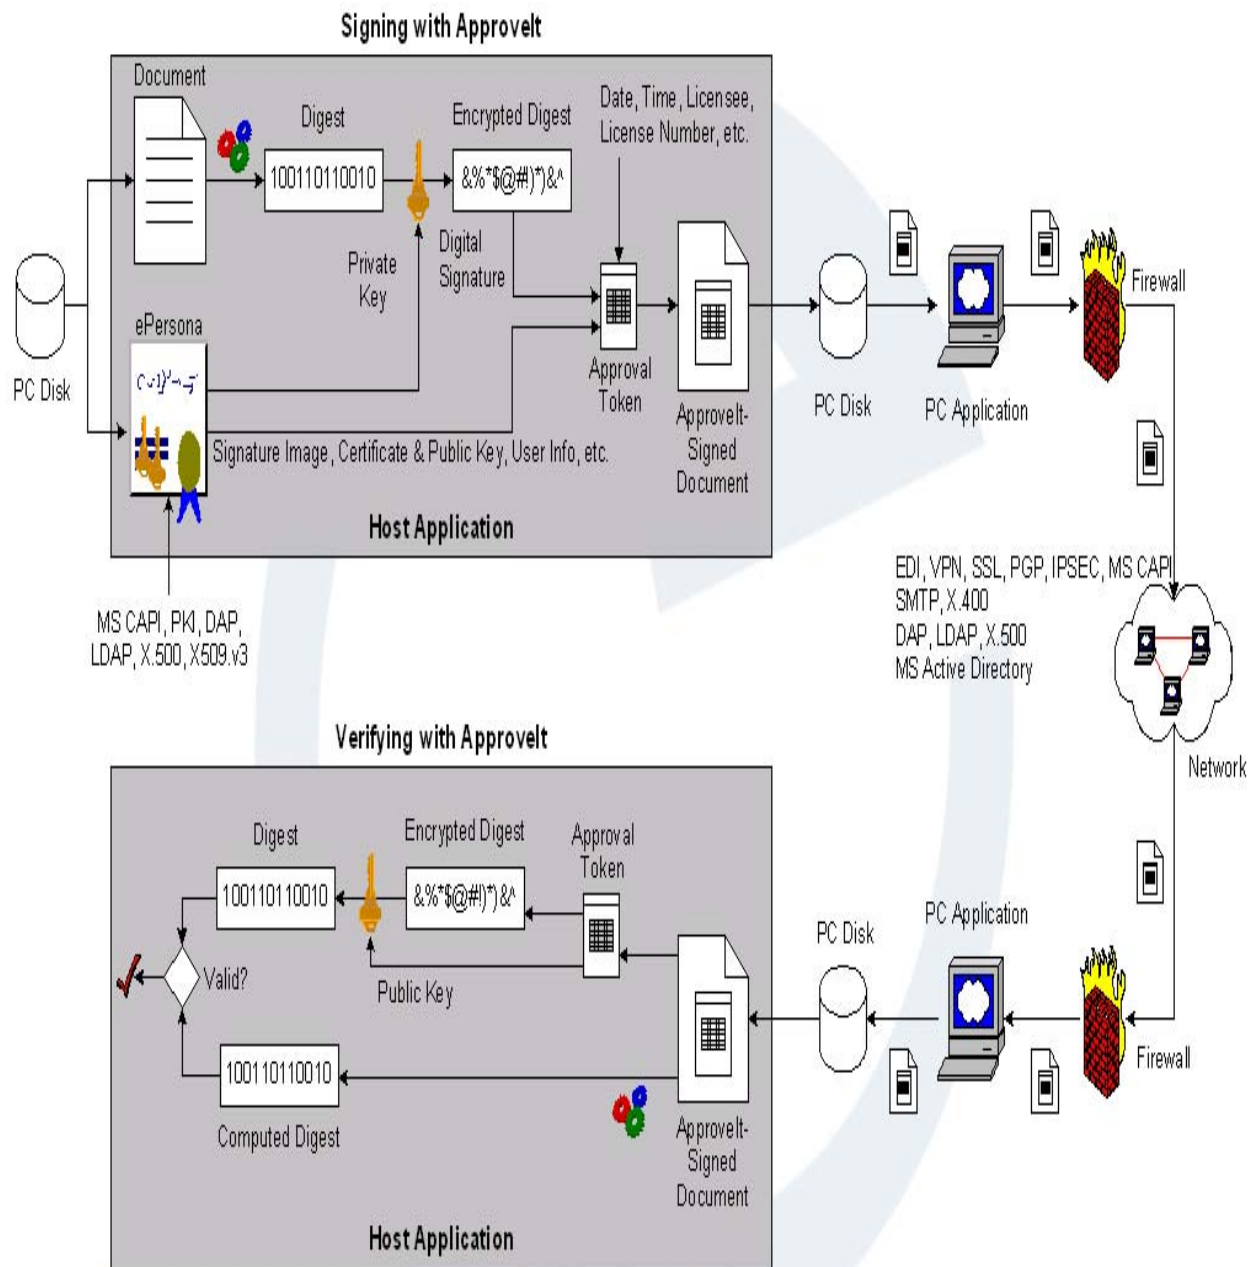 Signing with ApproveIt
Document
Digest
Encrypted Digest
Date, Time, Licensee,
License Number, etc.
100110110010
&%*$@#!)*)&^
Private
Key
Digital
Signature
PC Disk
ePersona
Approval
Token
Signature Image, Certificate & Public Key, User Info, etc.
ApproveIt-
Signed
Document
Host Application
PC Disk
PC Application
Firewall
MS CAPI, PKI, DAP,
LDAP, X.500, X509.v3
EDI, VPN, SSL, PGP, IPSEC, MS CAPI
SMTP, X.400
DAP, LDAP, X.500
MS Active Directory
Network
Verifying with ApproveIt
Digest
Encrypted Digest
Approval
Token
100110110010
&%*$@#!)*)&^
Valid?
Public Key
100110110010
Computed Digest
ApproveIt-
Signed
Document
Host Application
PC Disk
PC Application
Firewall